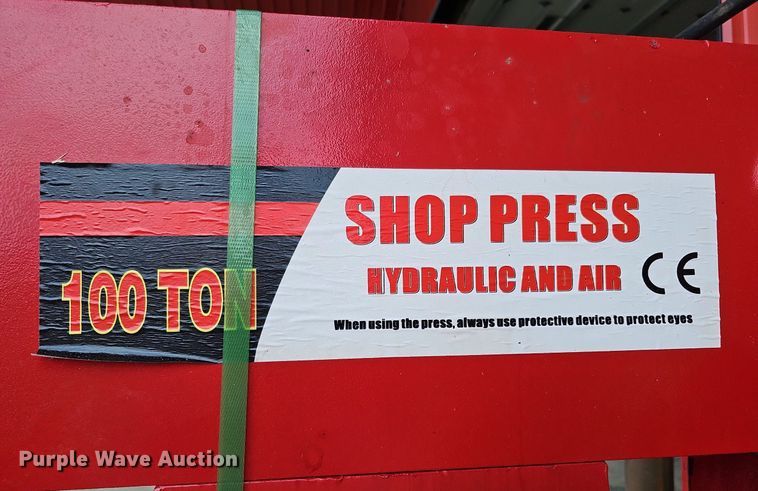 SHOP PRESS
HYDRAULIC AND AIR CE
100 TON
When using the press, always use protective device to protect eyes
Purple Wave Auction